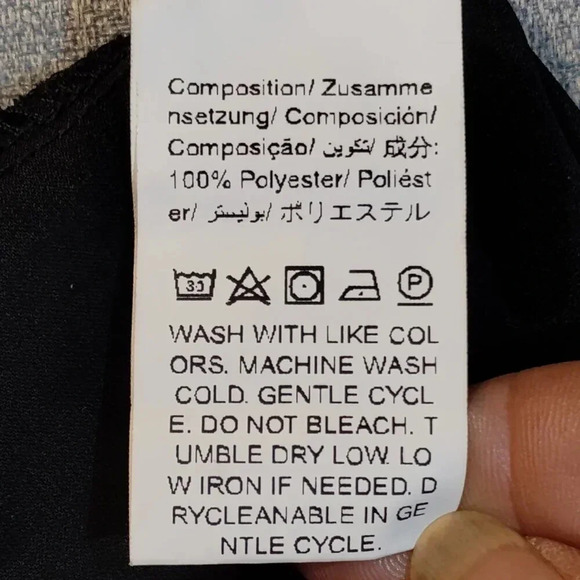 Composition/ Zusamme
nsetzung/ Composición/
Composição/ تكوين/ 成分:
100% Polyester/ Poliést
er/ بوليستر/ ポリエステル
30 P
WASH WITH LIKE COL
ORS. MACHINE WASH
COLD. GENTLE CYCL
E. DO NOT BLEACH. T
UMBLE DRY LOW. LO
W IRON IF NEEDED. D
RYCLEANABLE IN GE
NTLE CYCLE.